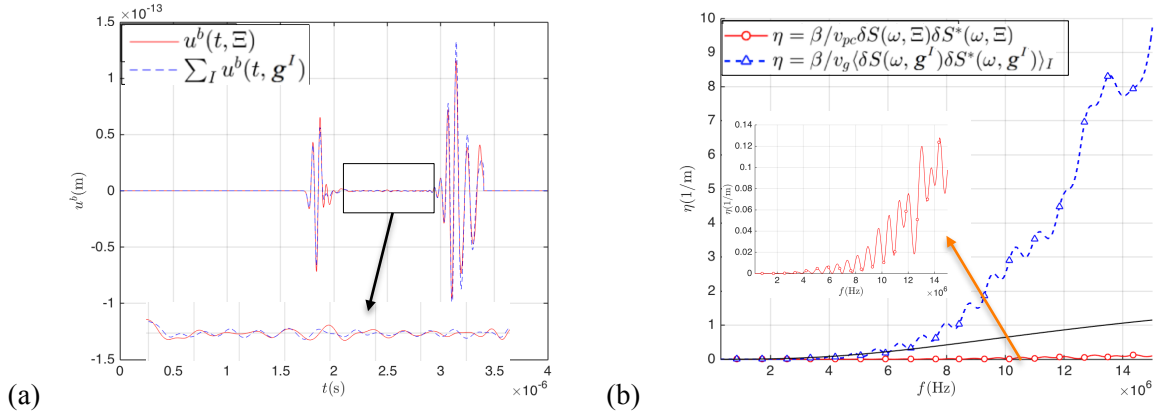 ×10⁻¹³
1.5
u^b(t, Ξ)
∑_I u^b(t, g^I)
1
0.5
0
-0.5
-1
-1.5
u^b(m)
0 0.5 1 1.5 2 2.5 3 3.5 4
t(s) ×10⁻⁶
(a)
10
η = β/v_{pc}δS(ω, Ξ)δS*(ω, Ξ)
η = β/v_g⟨δS(ω, g^I)δS*(ω, g^I)⟩_I
9
8
7
6
5
4
3
2
1
0
η(1/m)
0.14
0.12
0.1
0.08
0.06
0.04
0.02
0
η(1/m)
2 4 6 8 10 12 14
f(Hz) ×10⁶
2 4 6 8 10 12 14
f(Hz) ×10⁶
(b)